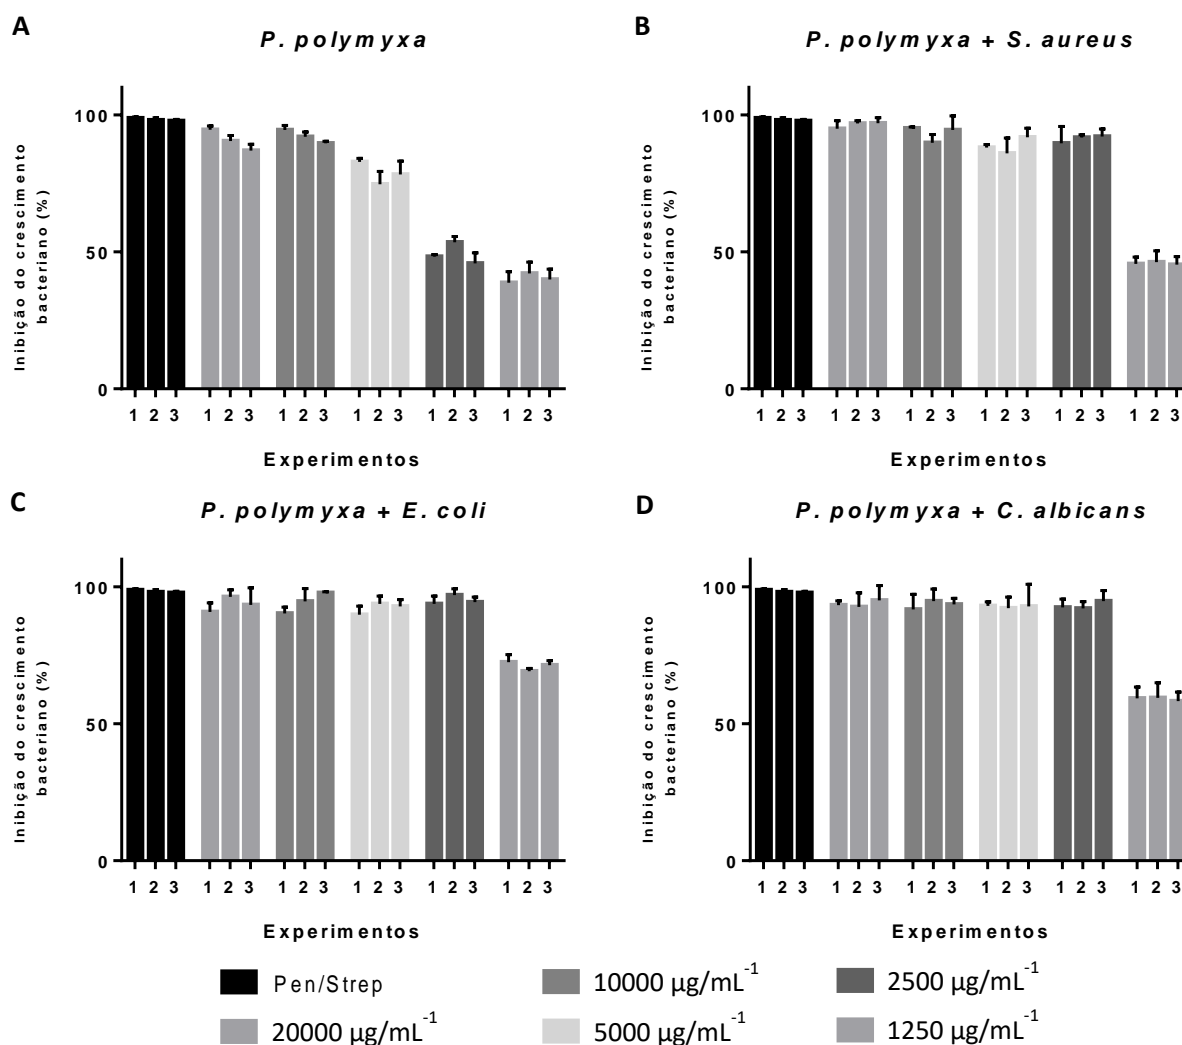 A
P. polymyxa
Inibição do crescimento
bacteriano (%)
100
50
0
1 2 3 1 2 3 1 2 3 1 2 3 1 2 3 1 2 3
Experimentos
B
P. polymyxa + S. aureus
Inibição do crescimento
bacteriano (%)
100
50
0
1 2 3 1 2 3 1 2 3 1 2 3 1 2 3 1 2 3
Experimentos
C
P. polymyxa + E. coli
Inibição do crescimento
bacteriano (%)
100
50
0
1 2 3 1 2 3 1 2 3 1 2 3 1 2 3 1 2 3
Experimentos
D
P. polymyxa + C. albicans
Inibição do crescimento
bacteriano (%)
100
50
0
1 2 3 1 2 3 1 2 3 1 2 3 1 2 3 1 2 3
Experimentos
Pen/Strep
10000 µg/mL⁻¹
2500 µg/mL⁻¹
20000 µg/mL⁻¹
5000 µg/mL⁻¹
1250 µg/mL⁻¹